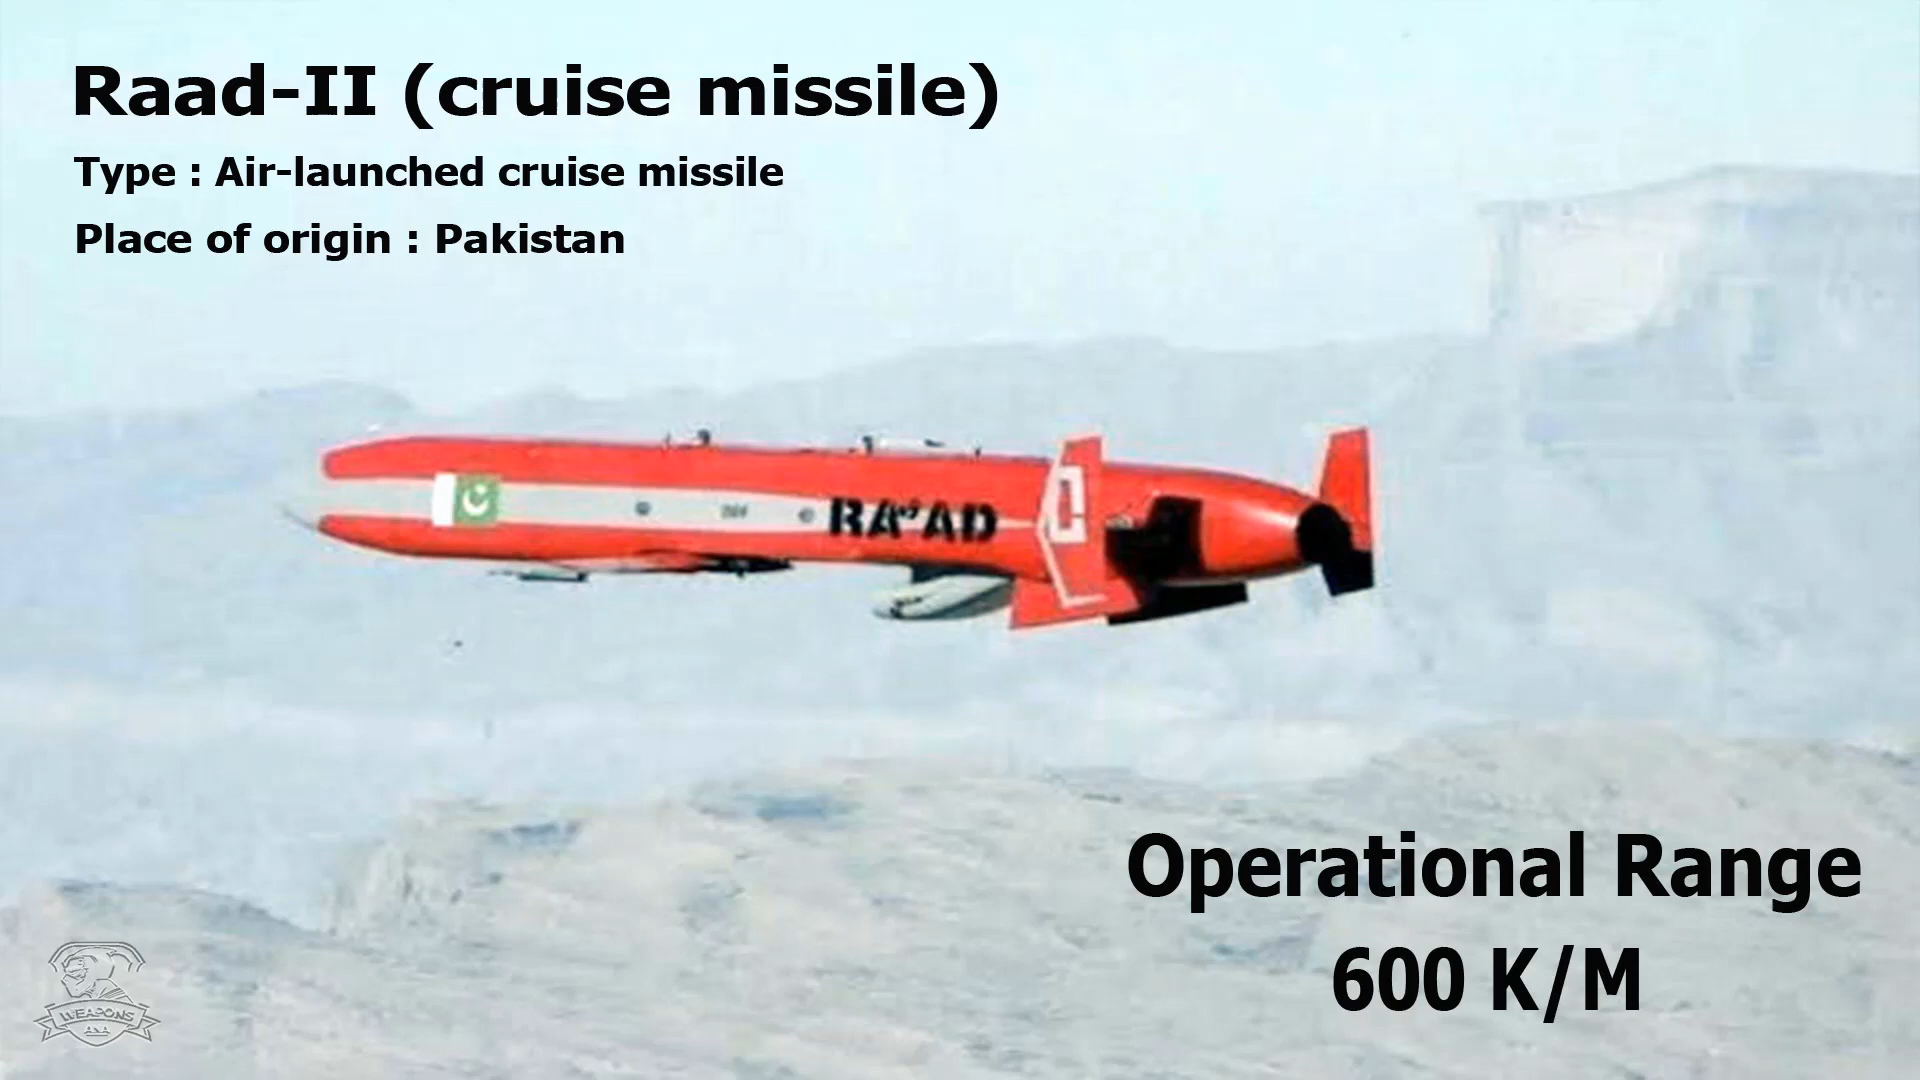 Raad-II (cruise missile)
Type : Air-launched cruise missile
Place of origin : Pakistan
RA'AD
Operational Range
600 K/M
WEAPONS
ANA